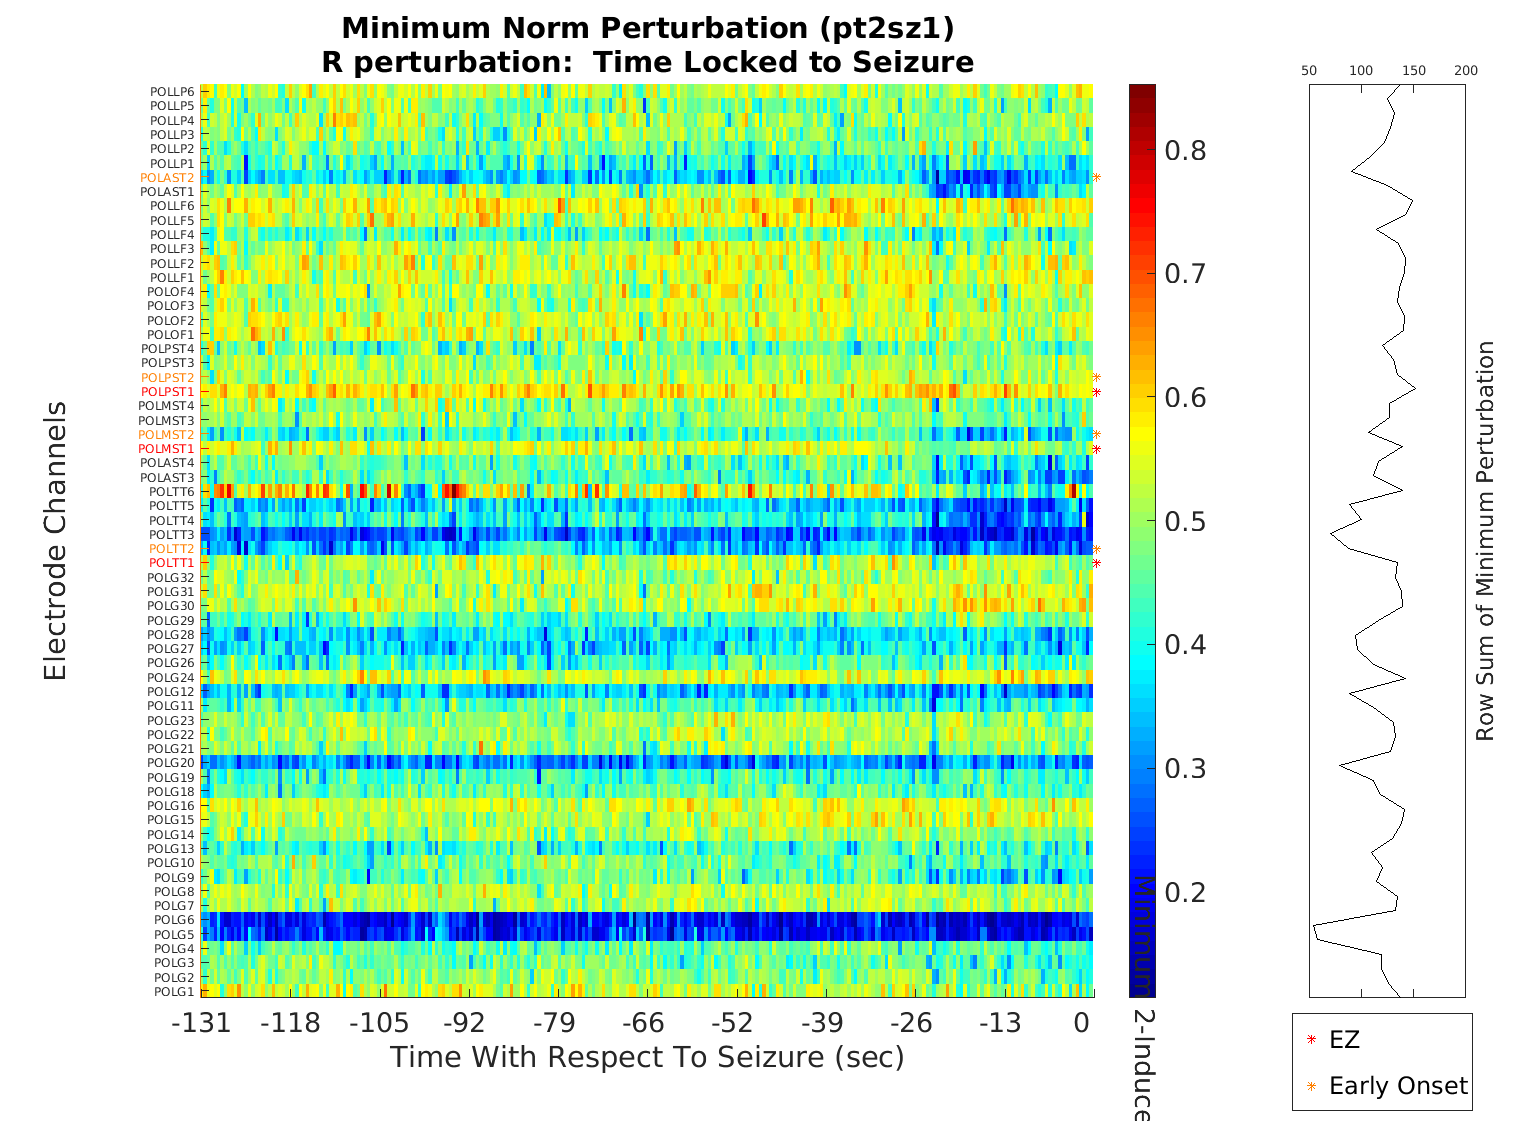 Minimum Norm Perturbation (pt2sz1)
R perturbation:  Time Locked to Seizure
Electrode Channels
POLLP6
POLLP5
POLLP4
POLLP3
POLLP2
POLLP1
POLAST2
POLAST1
POLLF6
POLLF5
POLLF4
POLLF3
POLLF2
POLLF1
POLOF4
POLOF3
POLOF2
POLOF1
POLPST4
POLPST3
POLPST2
POLPST1
POLMST4
POLMST3
POLMST2
POLMST1
POLAST4
POLAST3
POLTT6
POLTT5
POLTT4
POLTT3
POLTT2
POLTT1
POLG32
POLG31
POLG30
POLG29
POLG28
POLG27
POLG26
POLG24
POLG12
POLG11
POLG23
POLG22
POLG21
POLG20
POLG19
POLG18
POLG16
POLG15
POLG14
POLG13
POLG10
POLG9
POLG8
POLG7
POLG6
POLG5
POLG4
POLG3
POLG2
POLG1
-131 -118 -105 -92 -79 -66 -52 -39 -26 -13 0
Time With Respect To Seizure (sec)
0.8
0.7
0.6
0.5
0.4
0.3
0.2
Minimum 2-Induce
50 100 150 200
Row Sum of Minimum Perturbation
EZ
Early Onset